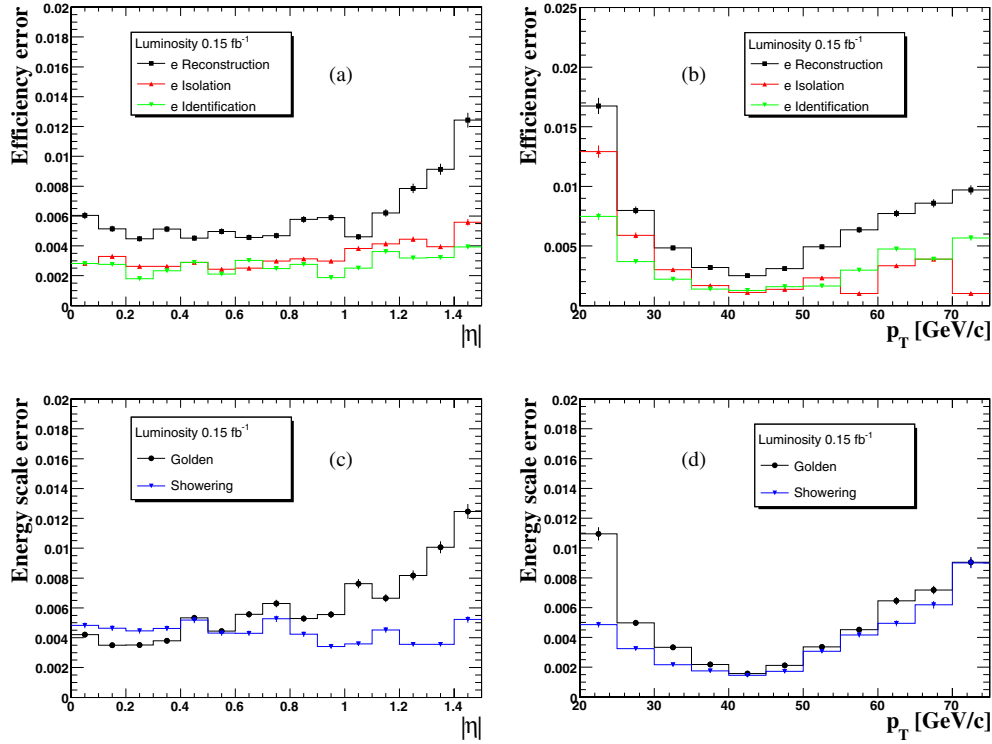 Efficiency error
0.02
0.018
0.016
0.014
0.012
0.01
0.008
0.006
0.004
0.002
0
Luminosity 0.15 fb⁻¹
e Reconstruction
e Isolation
e Identification
(a)
0 0.2 0.4 0.6 0.8 1 1.2 1.4
|η|
Efficiency error
0.025
0.02
0.015
0.01
0.005
0
(b)
Luminosity 0.15 fb⁻¹
e Reconstruction
e Isolation
e Identification
20 30 40 50 60 70
p_T [GeV/c]
Energy scale error
0.02
0.018
0.016
0.014
0.012
0.01
0.008
0.006
0.004
0.002
0
Luminosity 0.15 fb⁻¹
Golden
Showering
(c)
0 0.2 0.4 0.6 0.8 1 1.2 1.4
|η|
Energy scale error
0.02
0.018
0.016
0.014
0.012
0.01
0.008
0.006
0.004
0.002
0
(d)
Luminosity 0.15 fb⁻¹
Golden
Showering
20 30 40 50 60 70
p_T [GeV/c]